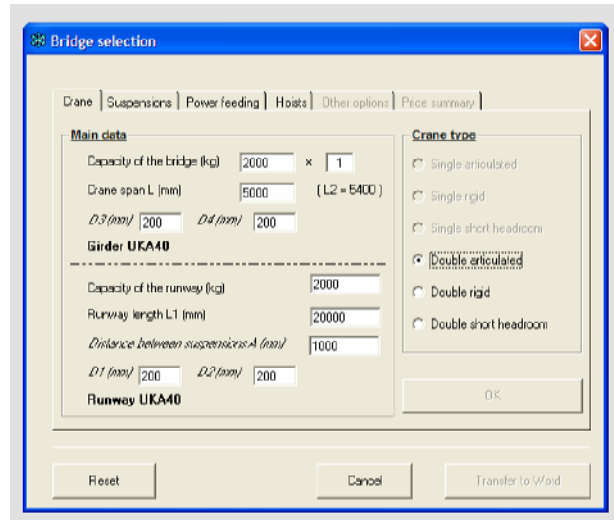 Bridge selection
Crane Suspensions Power feeding Hoists Other options Price summary
Main data
Capacity of the bridge (kg) 2000 x 1
Crane span L (mm) 5000 ( L2 = 5400 )
D3 (mm) 200 D4 (mm) 200
Girder UKA40
Capacity of the runway (kg) 2000
Runway length L1 (mm) 20000
Distance between suspensions A (mm) 1000
D1 (mm) 200 D2 (mm) 200
Runway UKA40
Crane type
Single articulated
Single rigid
Single short headroom
Double articulated
Double rigid
Double short headroom
OK
Reset Cancel Transfer to Word